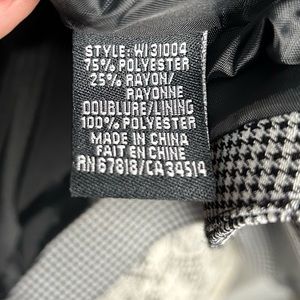 STYLE: WI31004
75% POLYESTER
25% RAYON/
RAYONNE
DOUBLURE/LINING
100% POLYESTER
MADE IN CHINA
FAIT EN CHINE
RN 67818/CA 34514